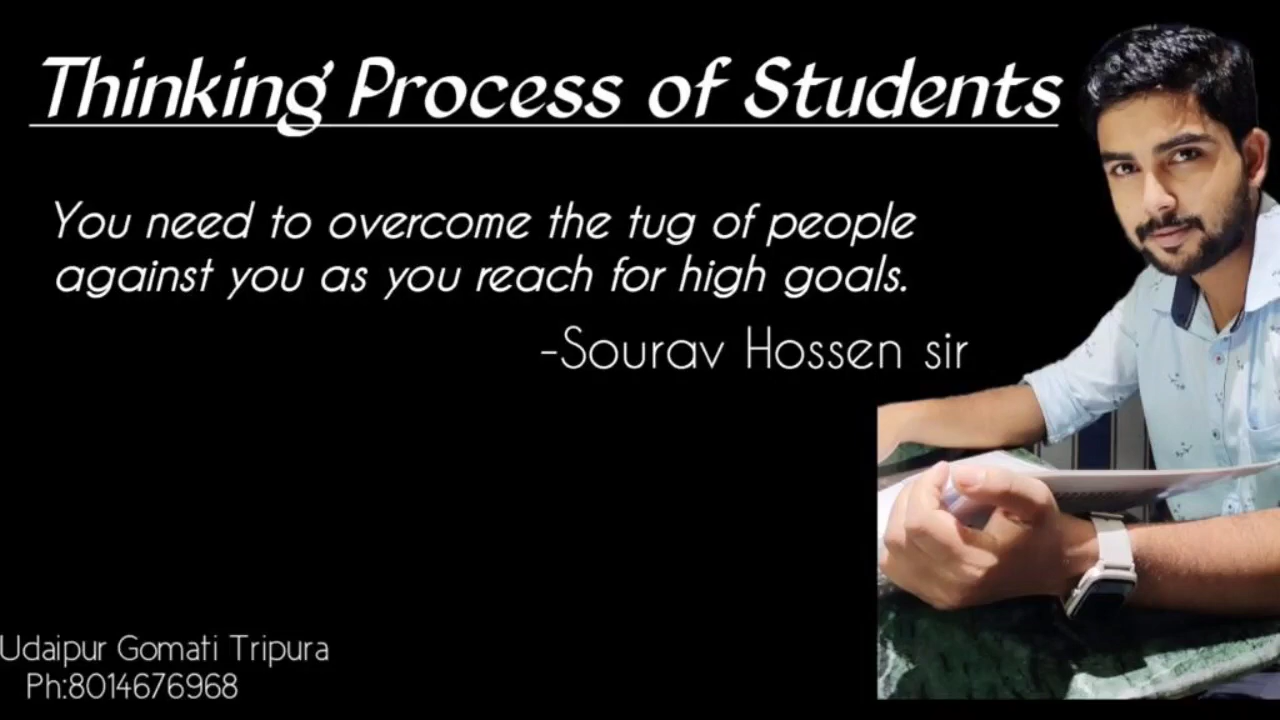 Thinking Process of Students
You need to overcome the tug of people
against you as you reach for high goals.
-Sourav Hossen sir
Udaipur Gomati Tripura
Ph:8014676968